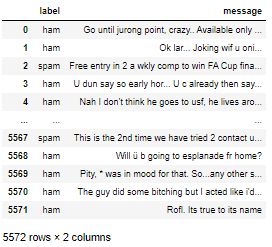 label message
0 ham Go until jurong point, crazy.. Available only ...
1 ham Ok lar... Joking wif u oni...
2 spam Free entry in 2 a wkly comp to win FA Cup fina...
3 ham U dun say so early hor... U c already then say...
4 ham Nah I don't think he goes to usf, he lives aro...
... ... ...
5567 spam This is the 2nd time we have tried 2 contact u...
5568 ham Will ü b going to esplanade fr home?
5569 ham Pity, * was in mood for that. So...any other s...
5570 ham The guy did some bitching but I acted like i'd...
5571 ham Rofl. Its true to its name
5572 rows × 2 columns